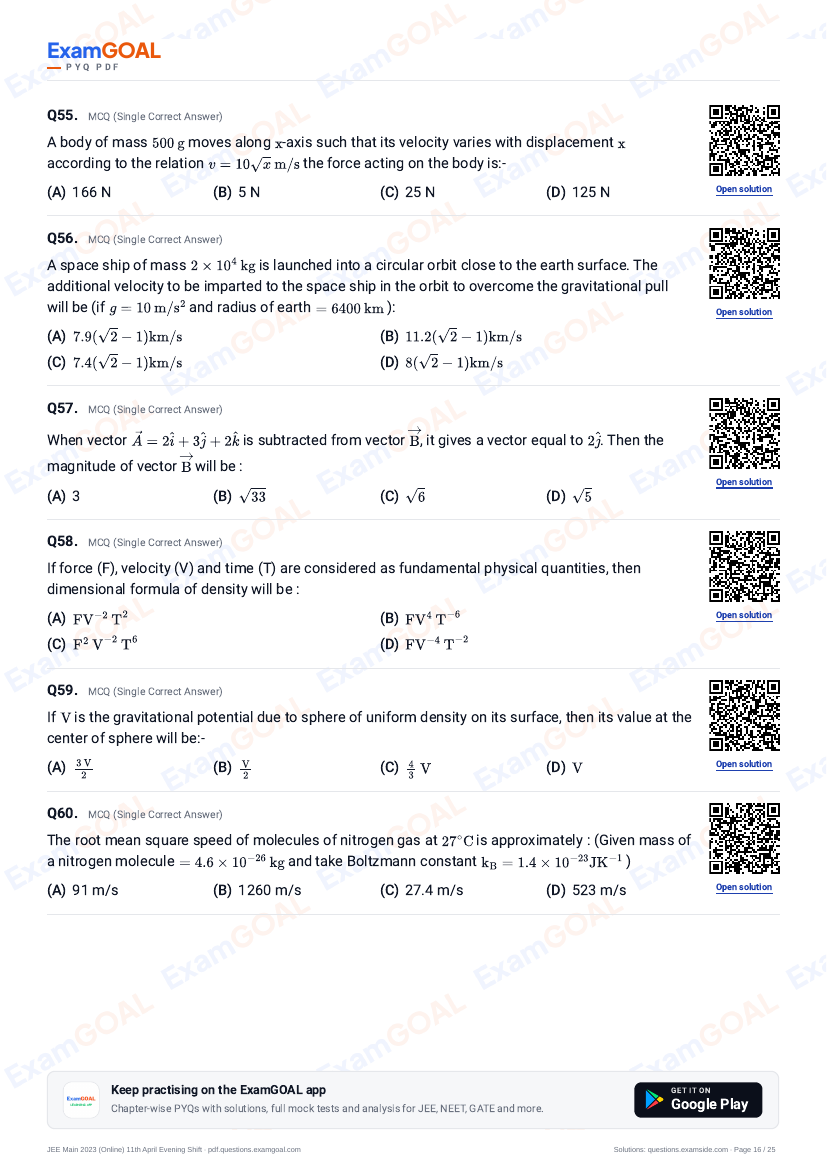 ExamGOAL
PYQ PDF
Q55. MCQ (Single Correct Answer)
A body of mass 500 g moves along x-axis such that its velocity varies with displacement x
according to the relation v = 10√x m/s the force acting on the body is:-
(A) 166 N (B) 5 N (C) 25 N (D) 125 N
Open solution
Q56. MCQ (Single Correct Answer)
A space ship of mass 2 × 10⁴ kg is launched into a circular orbit close to the earth surface. The
additional velocity to be imparted to the space ship in the orbit to overcome the gravitational pull
will be (if g = 10 m/s² and radius of earth = 6400 km ):
(A) 7.9(√2 − 1)km/s (B) 11.2(√2 − 1)km/s
(C) 7.4(√2 − 1)km/s (D) 8(√2 − 1)km/s
Open solution
Q57. MCQ (Single Correct Answer)
When vector A⃗ = 2î + 3ĵ + 2k̂ is subtracted from vector B⃗, it gives a vector equal to 2ĵ. Then the
magnitude of vector B⃗ will be :
(A) 3 (B) √33 (C) √6 (D) √5
Open solution
Q58. MCQ (Single Correct Answer)
If force (F), velocity (V) and time (T) are considered as fundamental physical quantities, then
dimensional formula of density will be :
(A) FV⁻² T² (B) FV⁴ T⁻⁶
(C) F² V⁻² T⁶ (D) FV⁻⁴ T⁻²
Open solution
Q59. MCQ (Single Correct Answer)
If V is the gravitational potential due to sphere of uniform density on its surface, then its value at the
center of sphere will be:-
(A) 3 V/2 (B) V/2 (C) 4/3 V (D) V
Open solution
Q60. MCQ (Single Correct Answer)
The root mean square speed of molecules of nitrogen gas at 27°C is approximately : (Given mass of
a nitrogen molecule = 4.6 × 10⁻²⁶ kg and take Boltzmann constant k_B = 1.4 × 10⁻²³JK⁻¹ )
(A) 91 m/s (B) 1260 m/s (C) 27.4 m/s (D) 523 m/s
Open solution
Keep practising on the ExamGOAL app
Chapter-wise PYQs with solutions, full mock tests and analysis for JEE, NEET, GATE and more.
GET IT ON
Google Play
JEE Main 2023 (Online) 11th April Evening Shift · pdf.questions.examgoal.com
Solutions: questions.examside.com · Page 16 / 25